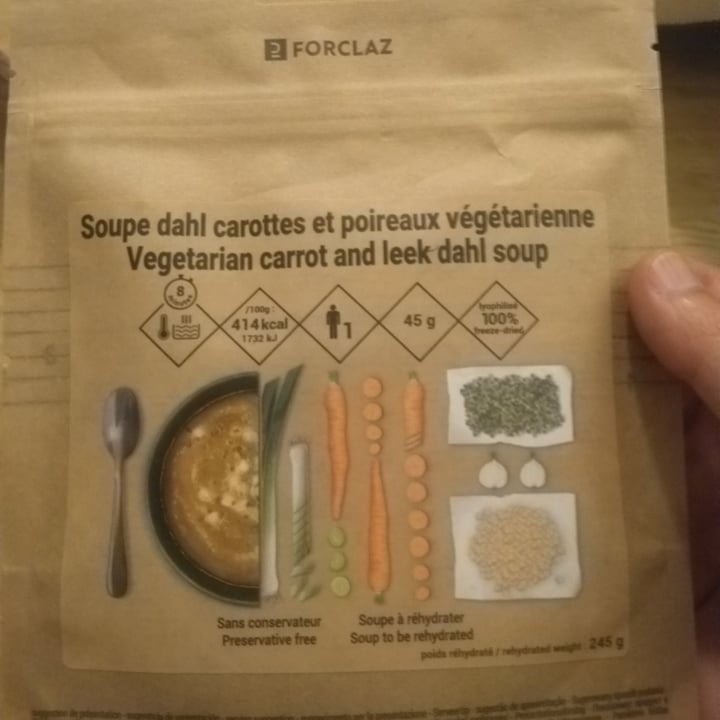 FORCLAZ
Soupe dahl carottes et poireaux végétarienne
Vegetarian carrot and leek dahl soup
8
minutes
/100g :
414 kcal
1732 kJ
1
45 g
lyophilisé
100%
freeze-dried
Sans conservateur
Preservative free
Soupe à réhydrater
Soup to be rehydrated
poids réhydraté / rehydrated weight : 245 g